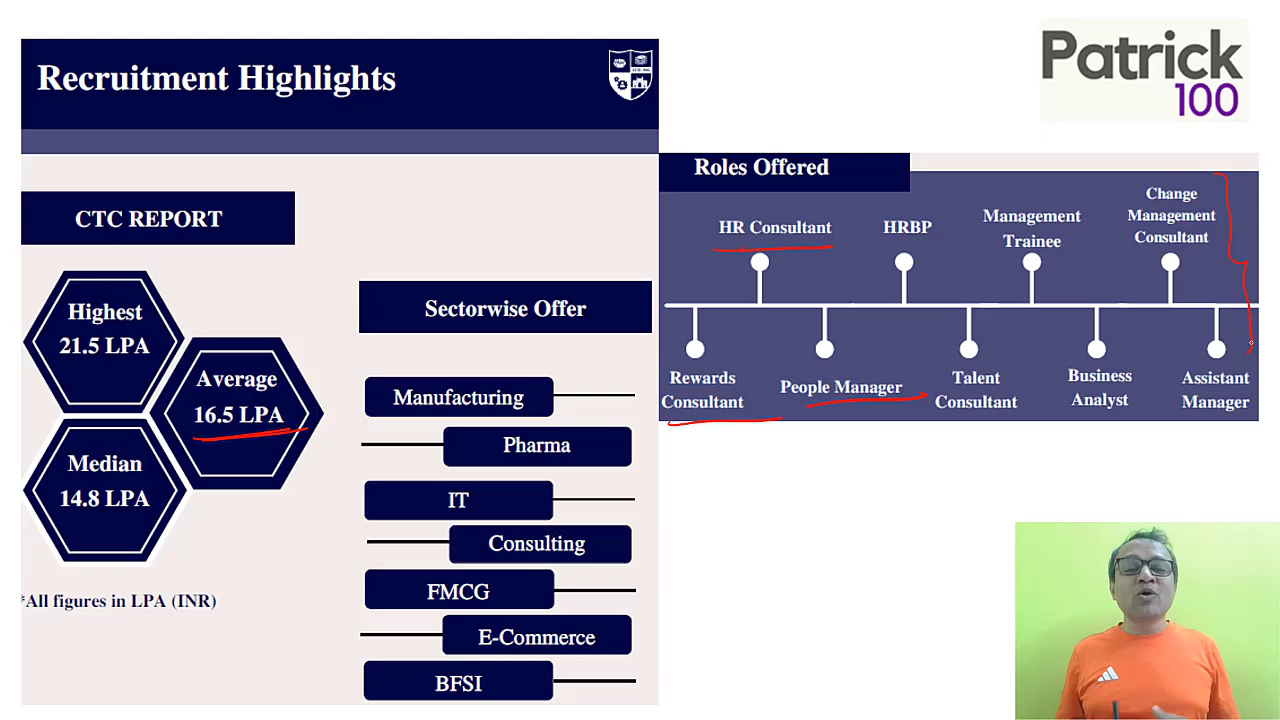 Patrick
100
Recruitment Highlights
CTC REPORT
Highest
21.5 LPA
Average
16.5 LPA
Median
14.8 LPA
*All figures in LPA (INR)
Sectorwise Offer
Manufacturing
Pharma
IT
Consulting
FMCG
E-Commerce
BFSI
Roles Offered
HR Consultant
HRBP
Management
Trainee
Change
Management
Consultant
Rewards
Consultant
People Manager
Talent
Consultant
Business
Analyst
Assistant
Manager